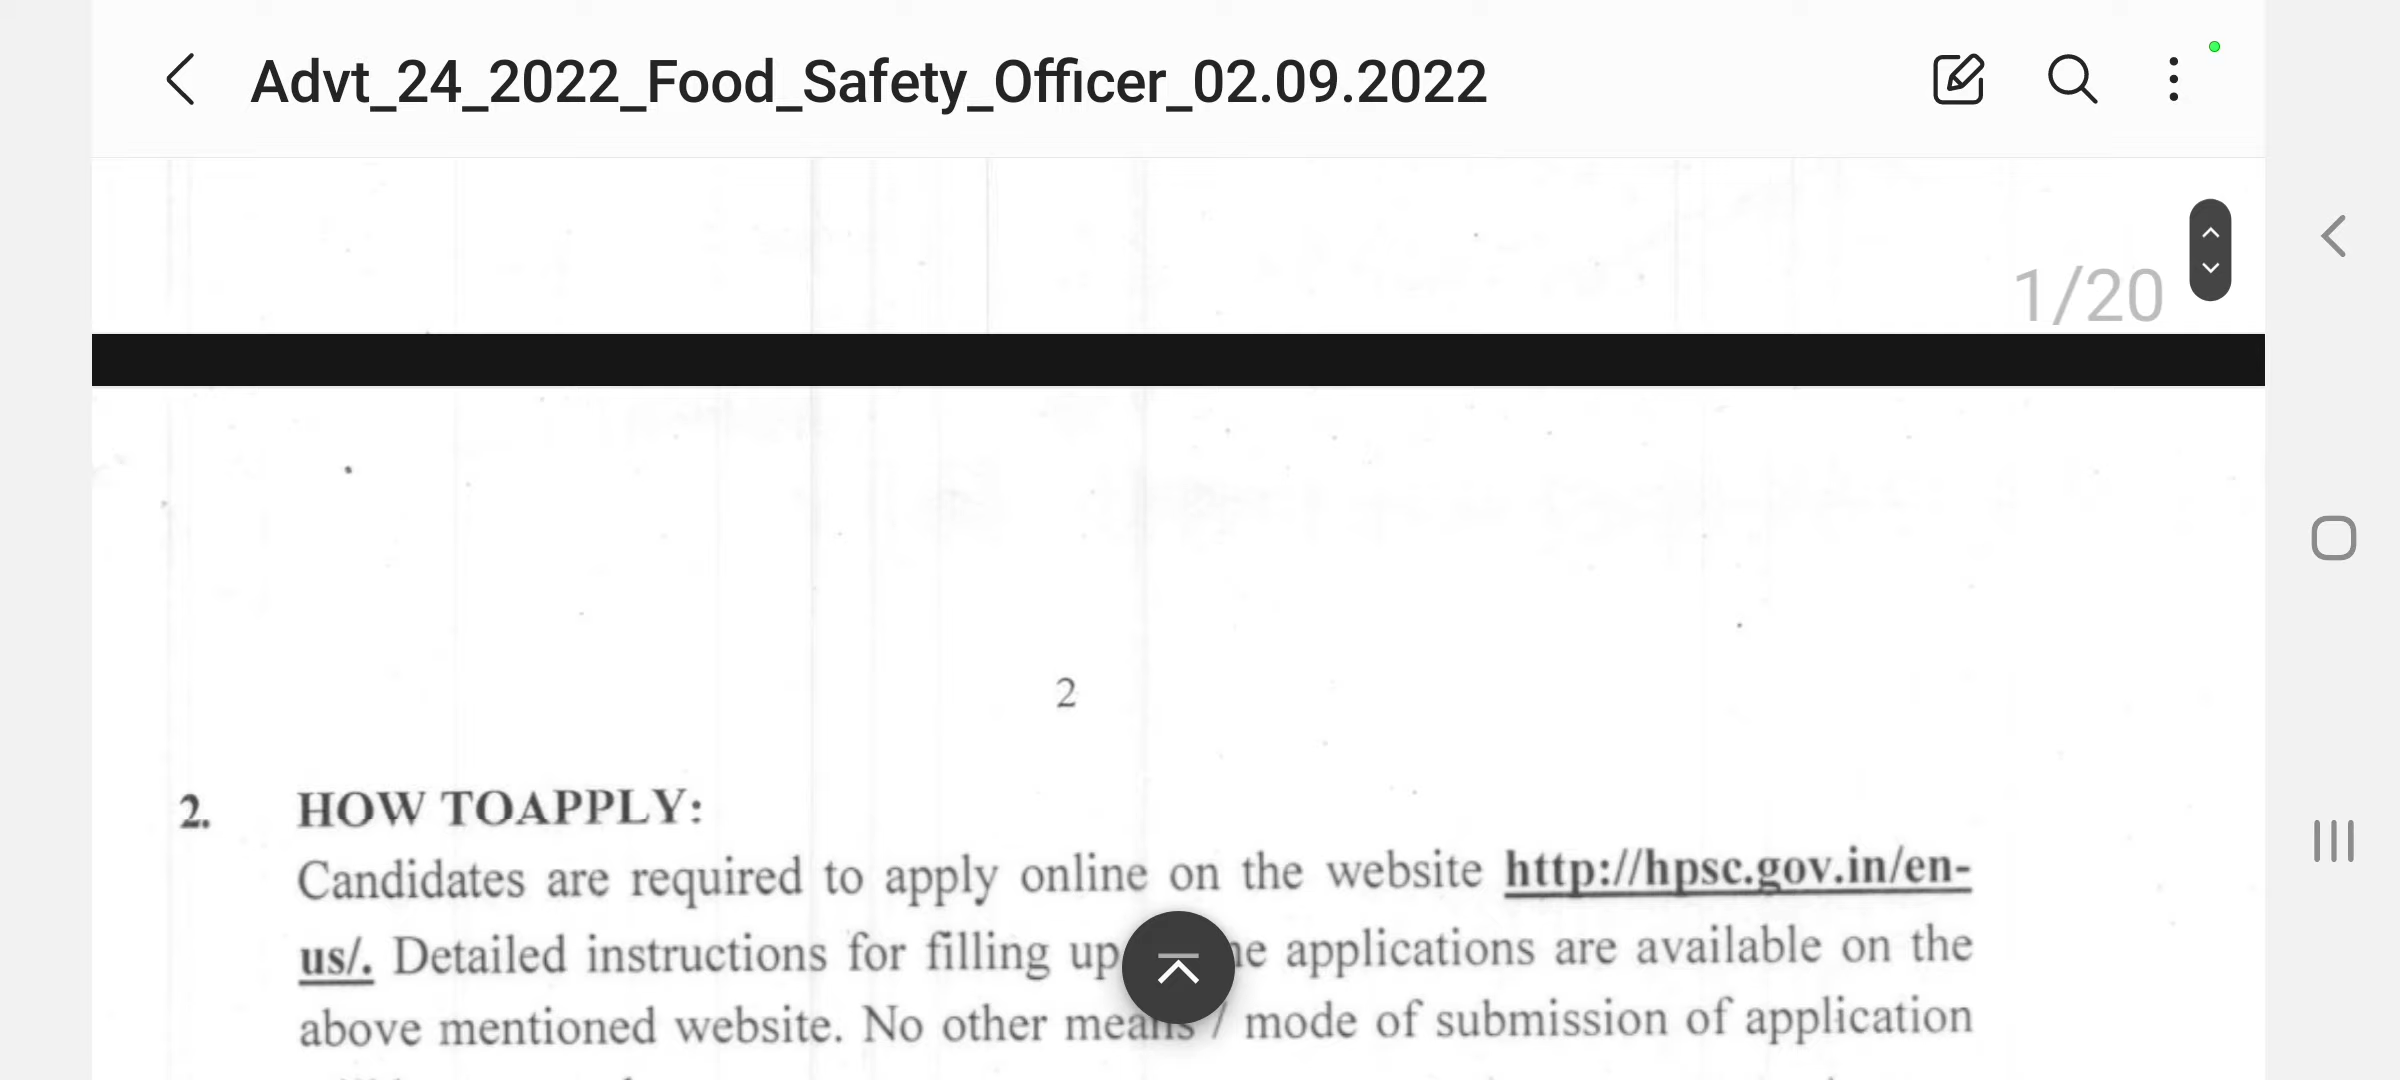 Advt_24_2022_Food_Safety_Officer_02.09.2022
1/20
2
2. HOW TOAPPLY:
Candidates are required to apply online on the website http://hpsc.gov.in/en-
us/. Detailed instructions for filling up applications are available on the
above mentioned website. No other means / mode of submission of application